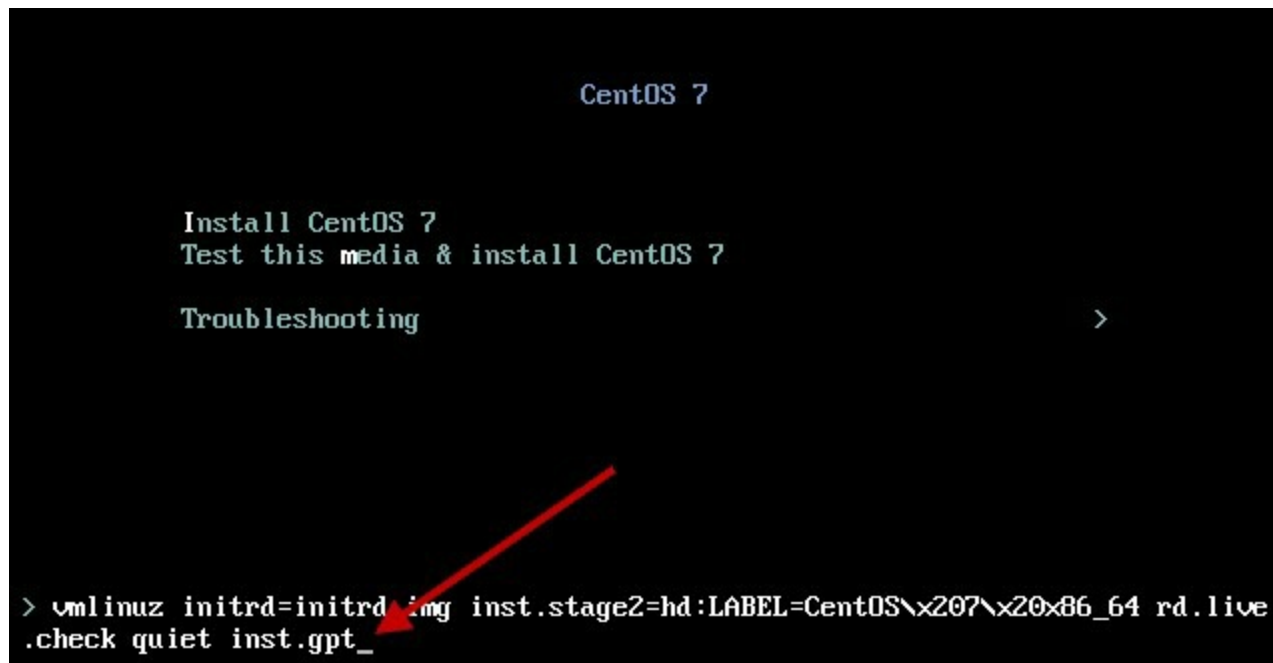 CentOS 7
Install CentOS 7
Test this media & install CentOS 7
Troubleshooting >
> vmlinuz initrd=initrd.img inst.stage2=hd:LABEL=CentOS\x207\x20x86_64 rd.live
.check quiet inst.gpt_